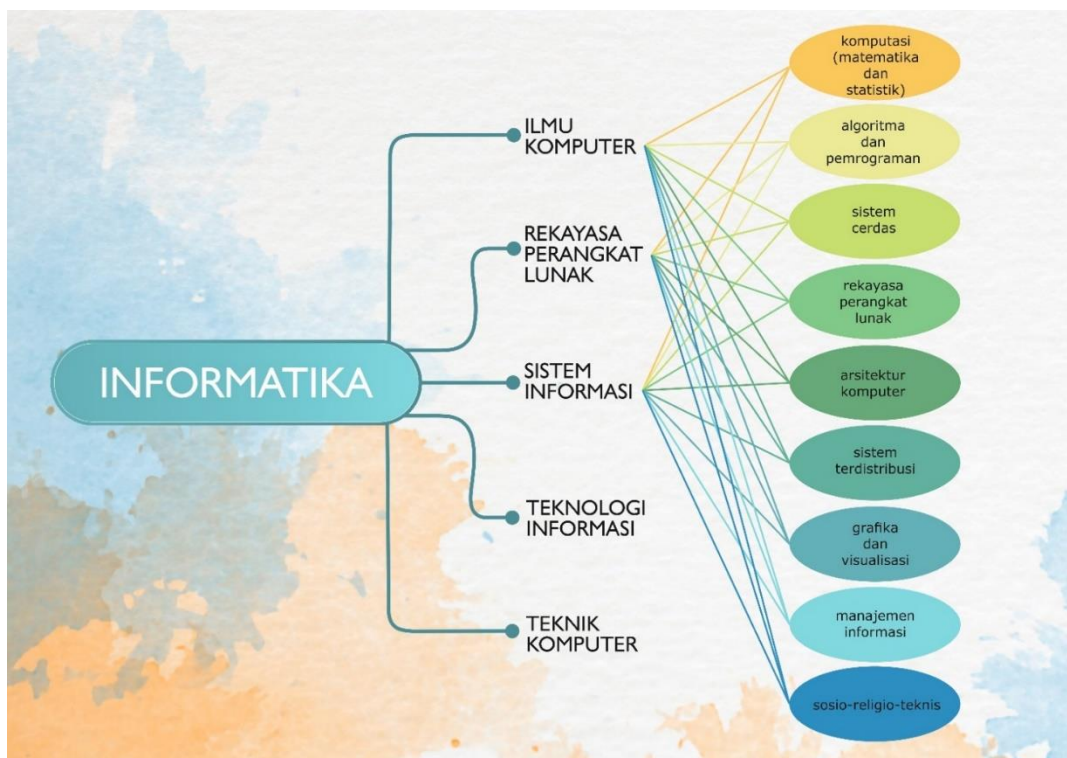 INFORMATIKA
ILMU
KOMPUTER
REKAYASA
PERANGKAT
LUNAK
SISTEM
INFORMASI
TEKNOLOGI
INFORMASI
TEKNIK
KOMPUTER
komputasi
(matematika
dan
statistik)
algoritma
dan
pemrograman
sistem
cerdas
rekayasa
perangkat
lunak
arsitektur
komputer
sistem
terdistribusi
grafika
dan
visualisasi
manajemen
informasi
sosio-religio-teknis